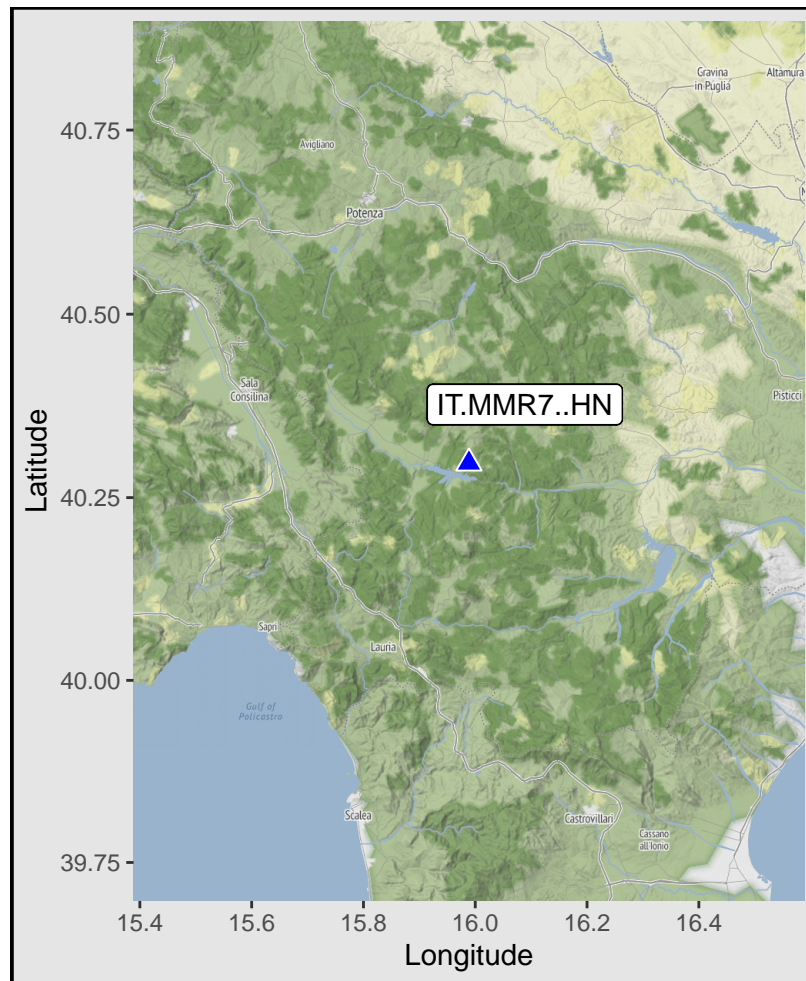 Gravina
in Puglia
Altamura
40.75
Avigliano
Potenza
40.50
Sala
Consilina
Pisticci
IT.MMR7..HN
Latitude
40.25
Sapri
Lauria
40.00
Gulf of
Policastro
Scalea
Castrovillari
Cassano
all'Ionio
39.75
15.4
15.6
15.8
16.0
16.2
16.4
Longitude